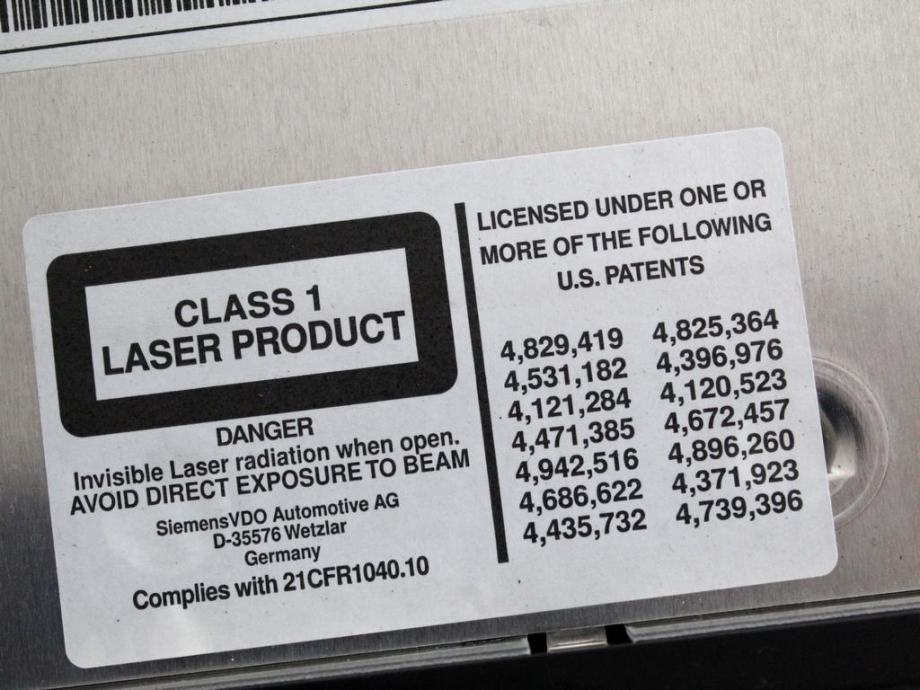 CLASS 1
LASER PRODUCT
DANGER
Invisible Laser radiation when open.
AVOID DIRECT EXPOSURE TO BEAM
SiemensVDO Automotive AG
D-35576 Wetzlar
Germany
Complies with 21CFR1040.10
LICENSED UNDER ONE OR
MORE OF THE FOLLOWING
U.S. PATENTS
4,829,419 4,825,364
4,531,182 4,396,976
4,121,284 4,120,523
4,471,385 4,672,457
4,942,516 4,896,260
4,686,622 4,371,923
4,435,732 4,739,396